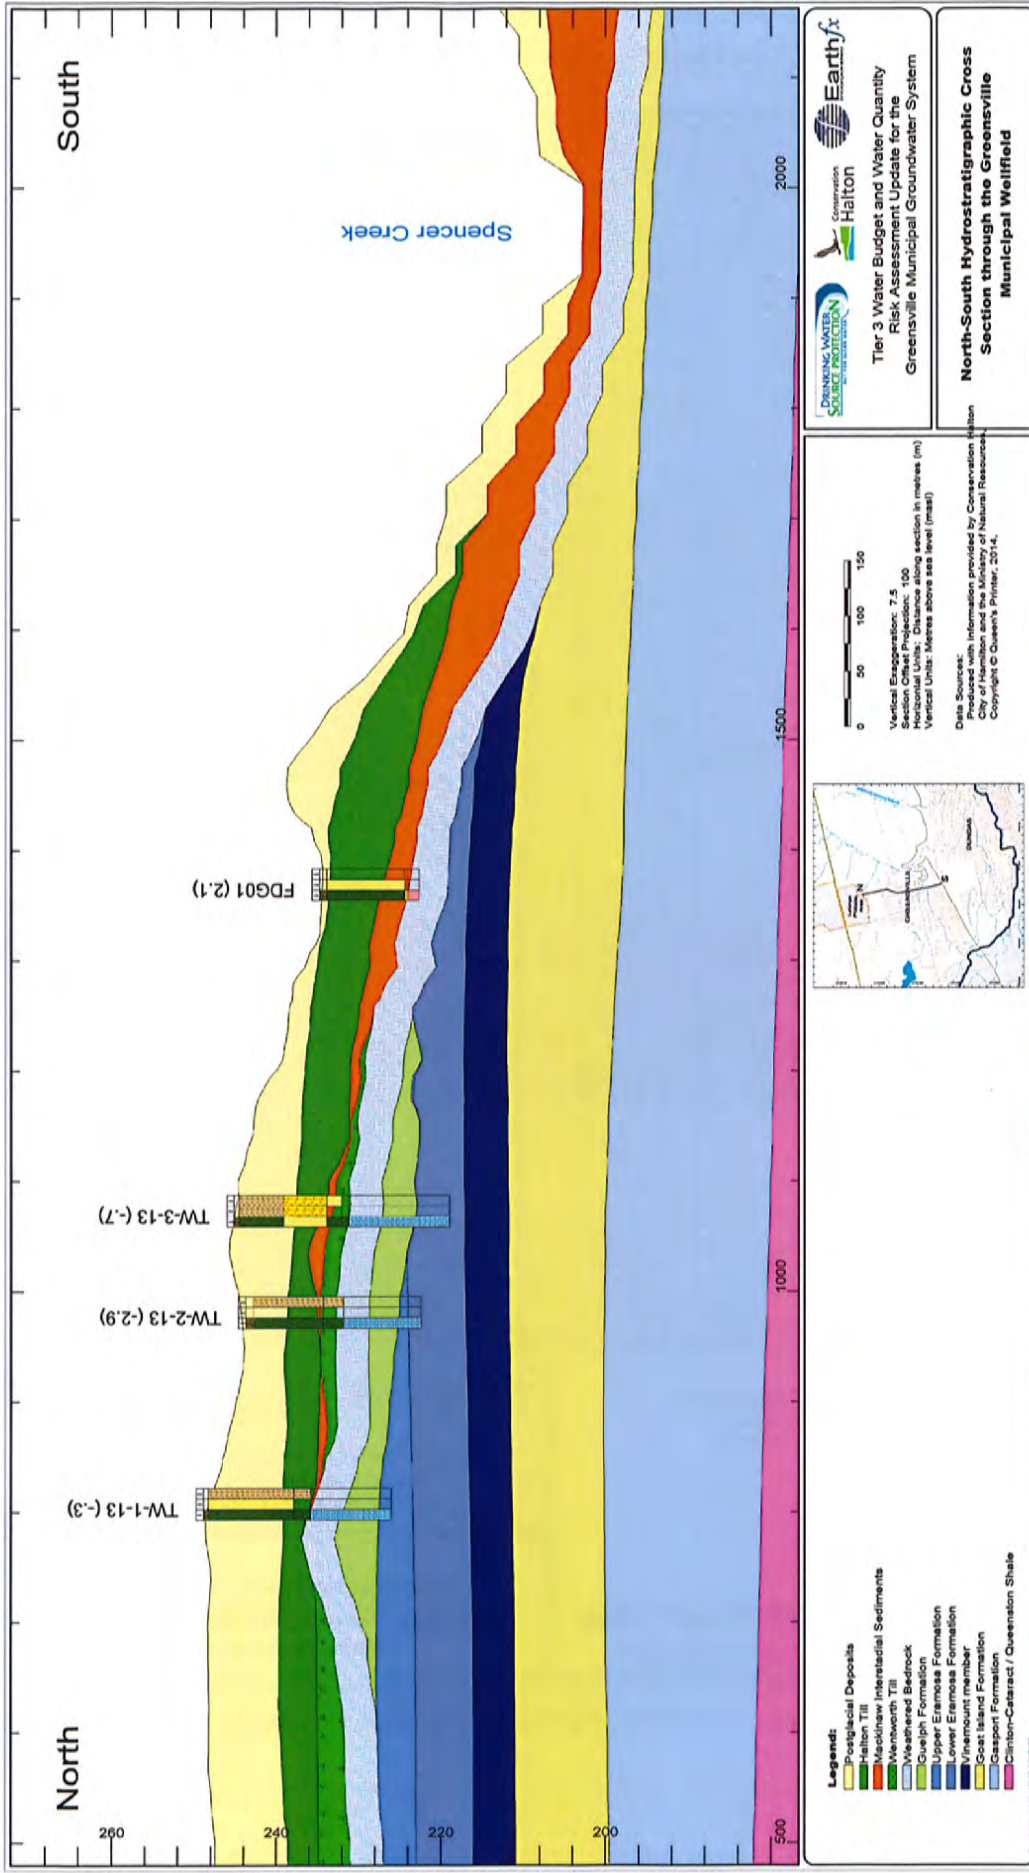 North
South
Spencer Creek
TW-1-13 (-.3)
TW-2-13 (-2.9)
TW-3-13 (-.7)
FDG01 (2.1)
260
240
220
200
500
1000
1500
2000
Legend:
Postglacial Deposits
Halton Till
Mackinaw Interstadial Sediments
Wentworth Till
Weathered Bedrock
Guelph Formation
Upper Eramosa Formation
Lower Eramosa Formation
Vinemount member
Goat Island Formation
Gasport Formation
Clinton-Cataract / Queenston Shale
GREENSVILLE
DUNDAS
N
S
0 50 100 150
Vertical Exaggeration: 7.5
Section Offset Projection: 100
Horizontal Units: Distance along section in metres (m)
Vertical Units: Metres above sea level (masl)
Data Sources:
Produced with information provided by Conservation Halton
City of Hamilton and the Ministry of Natural Resources.
Copyright © Queen's Printer, 2014.
DRINKING WATER
SOURCE PROTECTION
Conservation
Halton
Earthfx
Tier 3 Water Budget and Water Quantity
Risk Assessment Update for the
Greensville Municipal Groundwater System
North-South Hydrostratigraphic Cross
Section through the Greensville
Municipal Wellfield